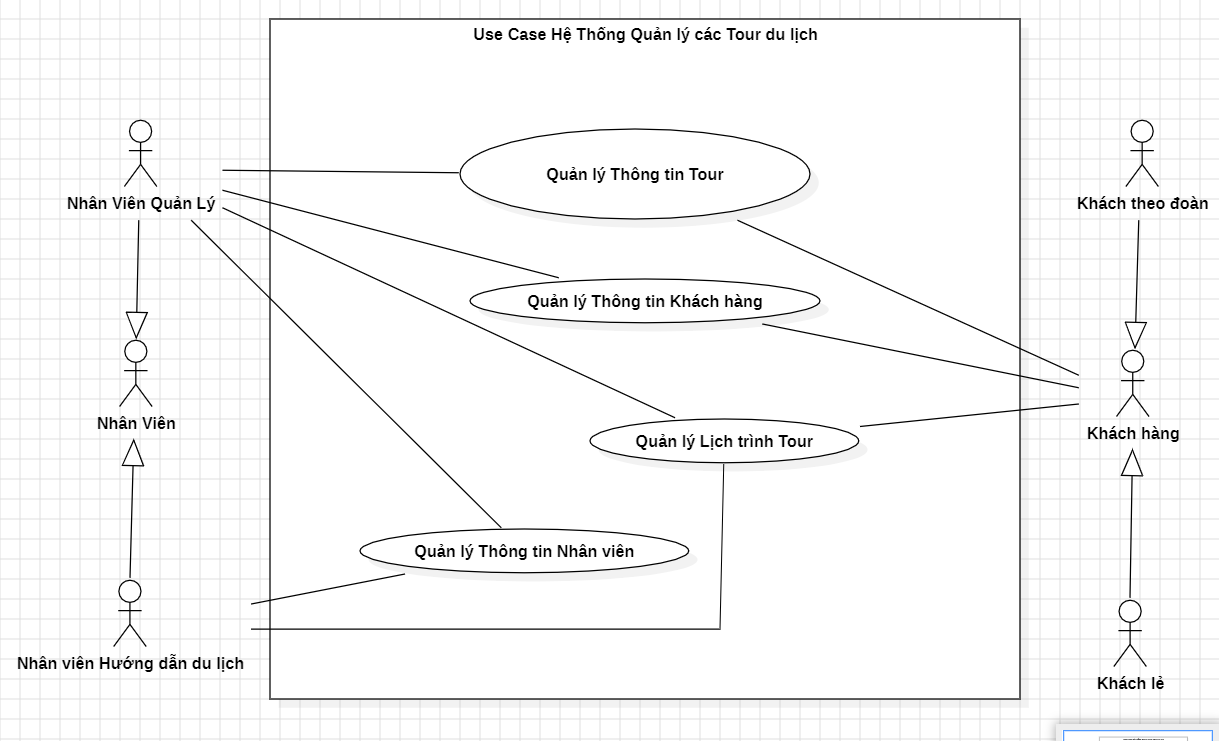 Use Case Hệ Thống Quản lý các Tour du lịch
Quản lý Thông tin Tour
Nhân Viên Quản Lý
Khách theo đoàn
Quản lý Thông tin Khách hàng
Nhân Viên
Khách hàng
Quản lý Lịch trình Tour
Quản lý Thông tin Nhân viên
Nhân viên Hướng dẫn du lịch
Khách lẻ